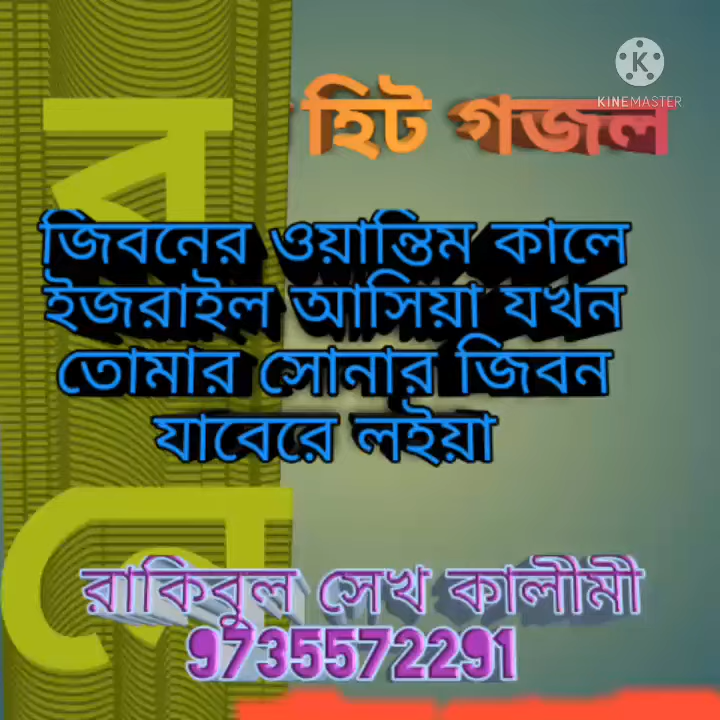 KINEMASTER
হিট গজল
জিবনের ওয়ান্তিম কালে
ইজরাইল আসিয়া যখন
তোমার সোনার জিবন
যাবেরে লইয়া
রাকিবুল সেখ কালীমী
9735572291